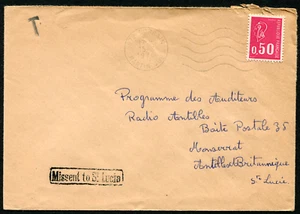 T
0,50
Programme des Auditeurs
Radio Antilles
Boîte Postale 35
Monserrat
Antilles Britannique
Ste Lucie
Missent to St Lucia